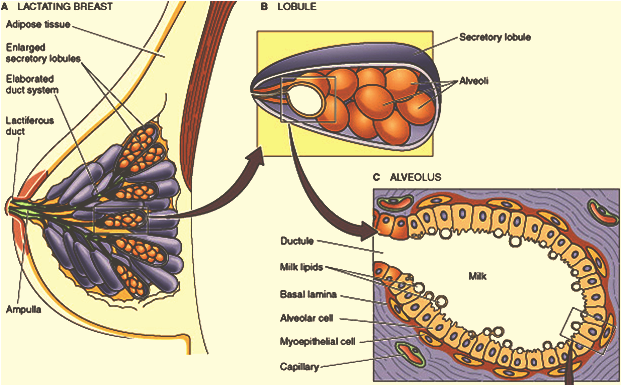 A LACTATING BREAST
Adipose tissue
Enlarged
secretory lobules
Elaborated
duct system
Lactiferous
duct
Ampulla
B LOBULE
Secretory lobule
Alveoli
C ALVEOLUS
Ductule
Milk lipids
Milk
Basal lamina
Alveolar cell
Myoepithelial cell
Capillary